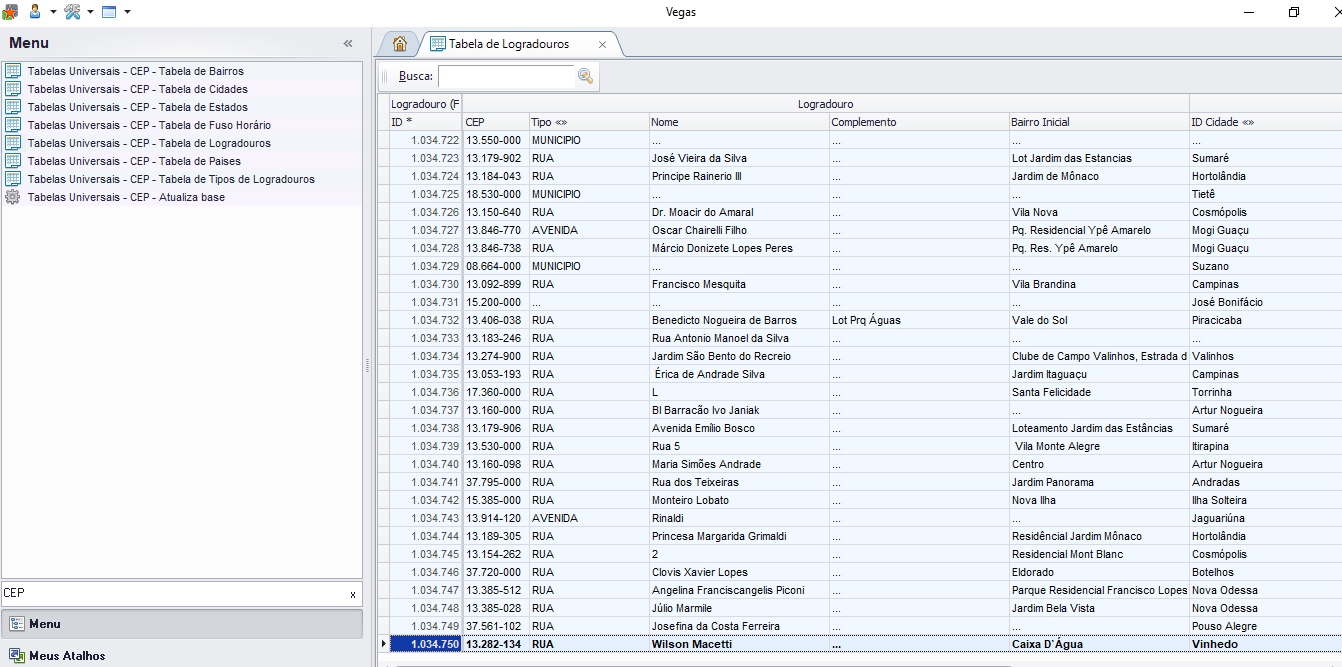 Vegas
Menu «
Tabela de Logradouros
Tabelas Universais - CEP - Tabela de Bairros
Tabelas Universais - CEP - Tabela de Cidades
Tabelas Universais - CEP - Tabela de Estados
Tabelas Universais - CEP - Tabela de Fuso Horário
Tabelas Universais - CEP - Tabela de Logradouros
Tabelas Universais - CEP - Tabela de Paises
Tabelas Universais - CEP - Tabela de Tipos de Logradouros
Tabelas Universais - CEP - Atualiza base
CEP x
Menu
Meus Atalhos
Busca:
Logradouro (F Logradouro
ID * CEP Tipo «» Nome Complemento Bairro Inicial ID Cidade «»
1.034.722 13.550-000 MUNICIPIO ... ... ... ...
1.034.723 13.179-902 RUA José Vieira da Silva ... Lot Jardim das Estancias Sumaré
1.034.724 13.184-043 RUA Principe Rainerio III ... Jardim de Mônaco Hortolândia
1.034.725 18.530-000 MUNICIPIO ... ... ... Tietê
1.034.726 13.150-640 RUA Dr. Moacir do Amaral ... Vila Nova Cosmópolis
1.034.727 13.846-770 AVENIDA Oscar Chairelli Filho ... Pq. Residencial Ypê Amarelo Mogi Guaçu
1.034.728 13.846-738 RUA Márcio Donizete Lopes Peres ... Pq. Res. Ypê Amarelo Mogi Guaçu
1.034.729 08.664-000 MUNICIPIO ... ... ... Suzano
1.034.730 13.092-899 RUA Francisco Mesquita ... Vila Brandina Campinas
1.034.731 15.200-000 ... ... ... ... José Bonifácio
1.034.732 13.406-038 RUA Benedicto Nogueira de Barros Lot Prq Águas Vale do Sol Piracicaba
1.034.733 13.183-246 RUA Rua Antonio Manoel da Silva ... ... ...
1.034.734 13.274-900 RUA Jardim São Bento do Recreio ... Clube de Campo Valinhos, Estrada d Valinhos
1.034.735 13.053-193 RUA Érica de Andrade Silva ... Jardim Itaguaçu Campinas
1.034.736 17.360-000 RUA L ... Santa Felicidade Torrinha
1.034.737 13.160-000 RUA Bl Barracão Ivo Janiak ... ... Artur Nogueira
1.034.738 13.179-906 RUA Avenida Emílio Bosco ... Loteamento Jardim das Estâncias Sumaré
1.034.739 13.530-000 RUA Rua 5 ... Vila Monte Alegre Itirapina
1.034.740 13.160-098 RUA Maria Simões Andrade ... Centro Artur Nogueira
1.034.741 37.795-000 RUA Rua dos Teixeiras ... Jardim Panorama Andradas
1.034.742 15.385-000 RUA Monteiro Lobato ... Nova Ilha Ilha Solteira
1.034.743 13.914-120 AVENIDA Rinaldi ... ... Jaguariúna
1.034.744 13.189-305 RUA Princesa Margarida Grimaldi ... Residêncial Jardim Mônaco Hortolândia
1.034.745 13.154-262 RUA 2 ... Residencial Mont Blanc Cosmópolis
1.034.746 37.720-000 RUA Clovis Xavier Lopes ... Eldorado Botelhos
1.034.747 13.385-512 RUA Angelina Franciscangelis Piconi ... Parque Residencial Francisco Lopes Nova Odessa
1.034.748 13.385-028 RUA Júlio Marmile ... Jardim Bela Vista Nova Odessa
1.034.749 37.561-102 RUA Josefina da Costa Ferreira ... ... Pouso Alegre
1.034.750 13.282-134 RUA Wilson Macetti ... Caixa D`Água Vinhedo